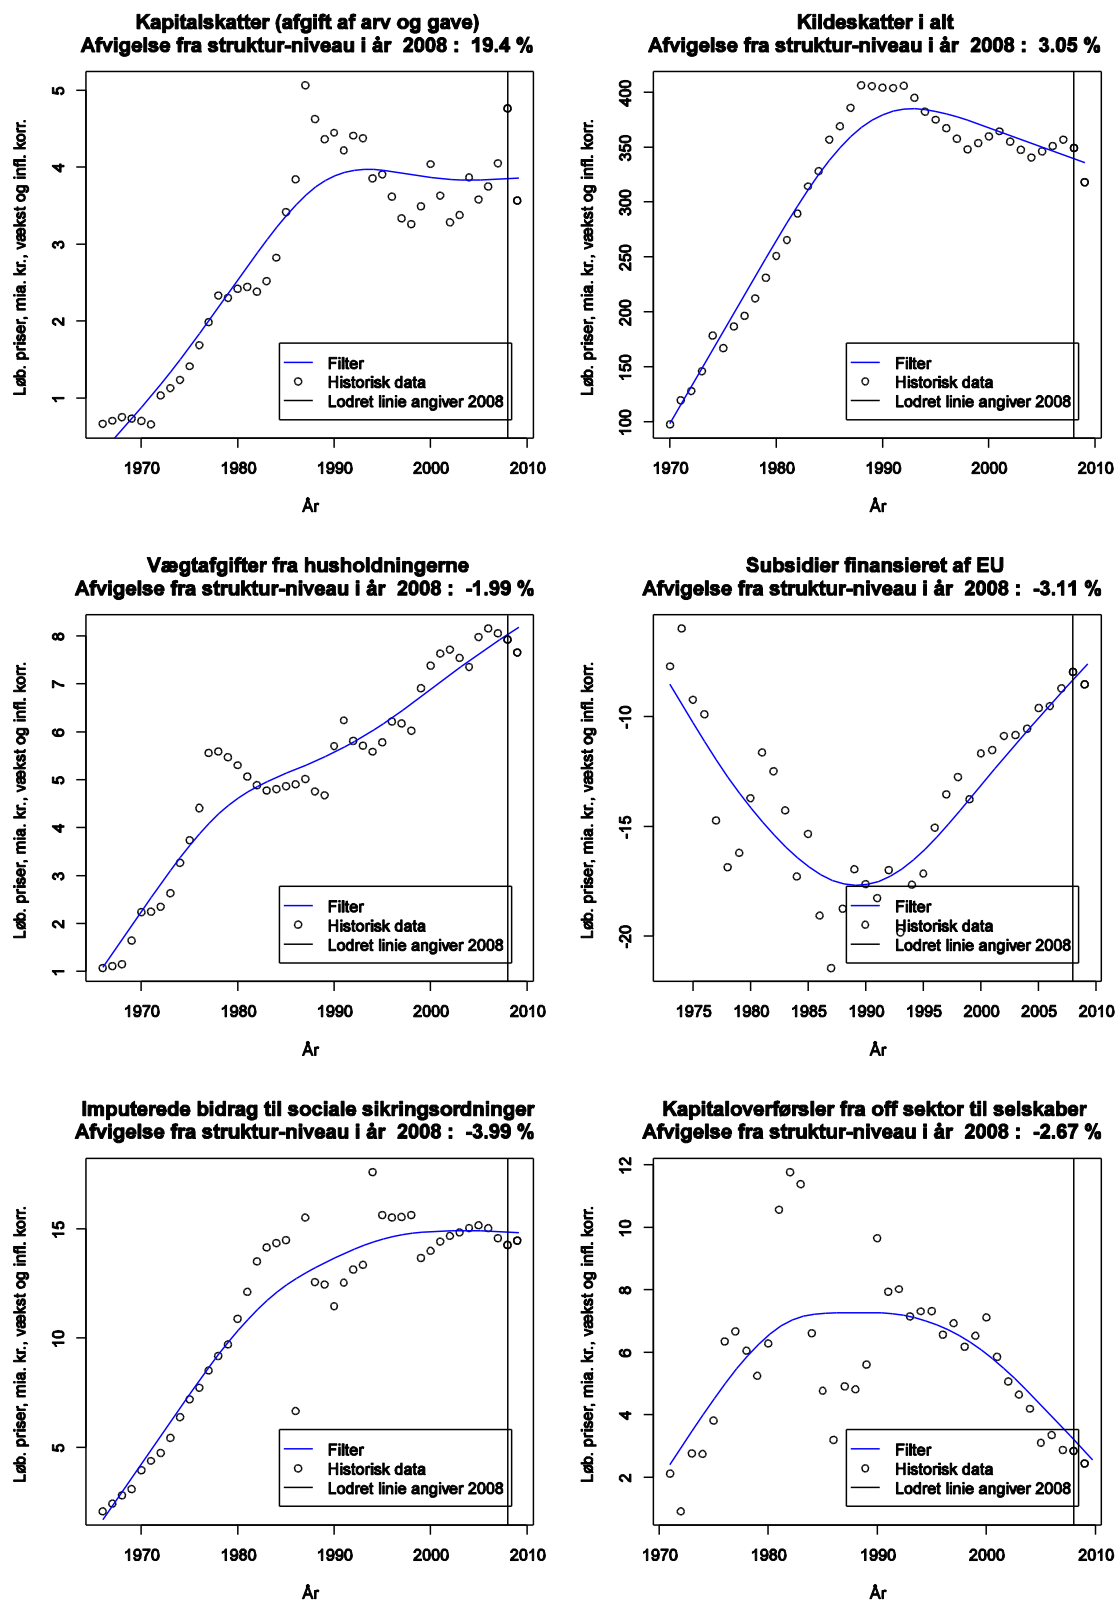 Kapitalskatter (afgift af arv og gave)
Afvigelse fra struktur-niveau i år 2008 : 19.4 %
Løb. priser, mia. kr., vækst og infl. korr.
5
4
3
2
1
Filter
Historisk data
Lodret linie angiver 2008
1970 1980 1990 2000 2010
År
Kildeskatter i alt
Afvigelse fra struktur-niveau i år 2008 : 3.05 %
Løb. priser, mia. kr., vækst og infl. korr.
400
350
300
250
200
150
100
Filter
Historisk data
Lodret linie angiver 2008
1970 1980 1990 2000 2010
År
Vægtafgifter fra husholdningerne
Afvigelse fra struktur-niveau i år 2008 : -1.99 %
Løb. priser, mia. kr., vækst og infl. korr.
8
7
6
5
4
3
2
1
Filter
Historisk data
Lodret linie angiver 2008
1970 1980 1990 2000 2010
År
Subsidier finansieret af EU
Afvigelse fra struktur-niveau i år 2008 : -3.11 %
Løb. priser, mia. kr., vækst og infl. korr.
-10
-15
-20
Filter
Historisk data
Lodret linie angiver 2008
1975 1980 1985 1990 1995 2000 2005 2010
År
Imputerede bidrag til sociale sikringsordninger
Afvigelse fra struktur-niveau i år 2008 : -3.99 %
Løb. priser, mia. kr., vækst og infl. korr.
15
10
5
Filter
Historisk data
Lodret linie angiver 2008
1970 1980 1990 2000 2010
År
Kapitaloverførsler fra off sektor til selskaber
Afvigelse fra struktur-niveau i år 2008 : -2.67 %
Løb. priser, mia. kr., vækst og infl. korr.
12
10
8
6
4
2
Filter
Historisk data
Lodret linie angiver 2008
1970 1980 1990 2000 2010
År